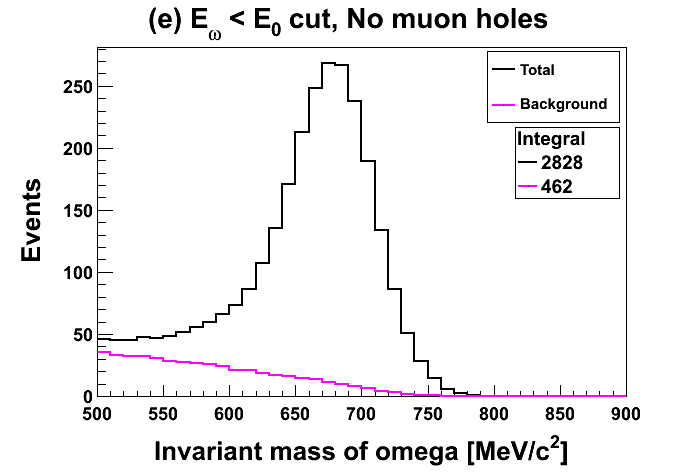 (e) Eω < E0 cut, No muon holes
Total
Background
Integral
2828
462
250
200
150
100
50
0
Events
500 550 600 650 700 750 800 850 900
Invariant mass of omega [MeV/c2]